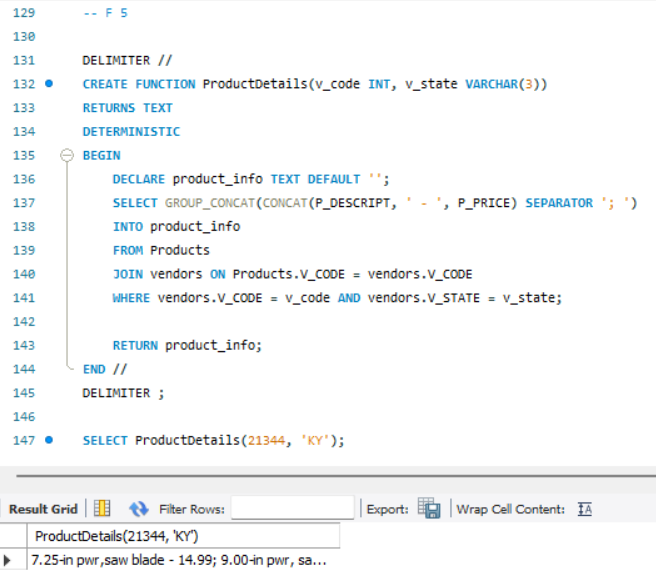 129 -- F 5
130
131 DELIMITER //
132 CREATE FUNCTION ProductDetails(v_code INT, v_state VARCHAR(3))
133 RETURNS TEXT
134 DETERMINISTIC
135 BEGIN
136 DECLARE product_info TEXT DEFAULT '';
137 SELECT GROUP_CONCAT(CONCAT(P_DESCRIPT, ' - ', P_PRICE) SEPARATOR '; ')
138 INTO product_info
139 FROM Products
140 JOIN vendors ON Products.V_CODE = vendors.V_CODE
141 WHERE vendors.V_CODE = v_code AND vendors.V_STATE = v_state;
142
143 RETURN product_info;
144 END //
145 DELIMITER ;
146
147 SELECT ProductDetails(21344, 'KY');
Result Grid Filter Rows: Export: Wrap Cell Content: IA
ProductDetails(21344, 'KY')
7.25-in pwr,saw blade - 14.99; 9.00-in pwr, sa...